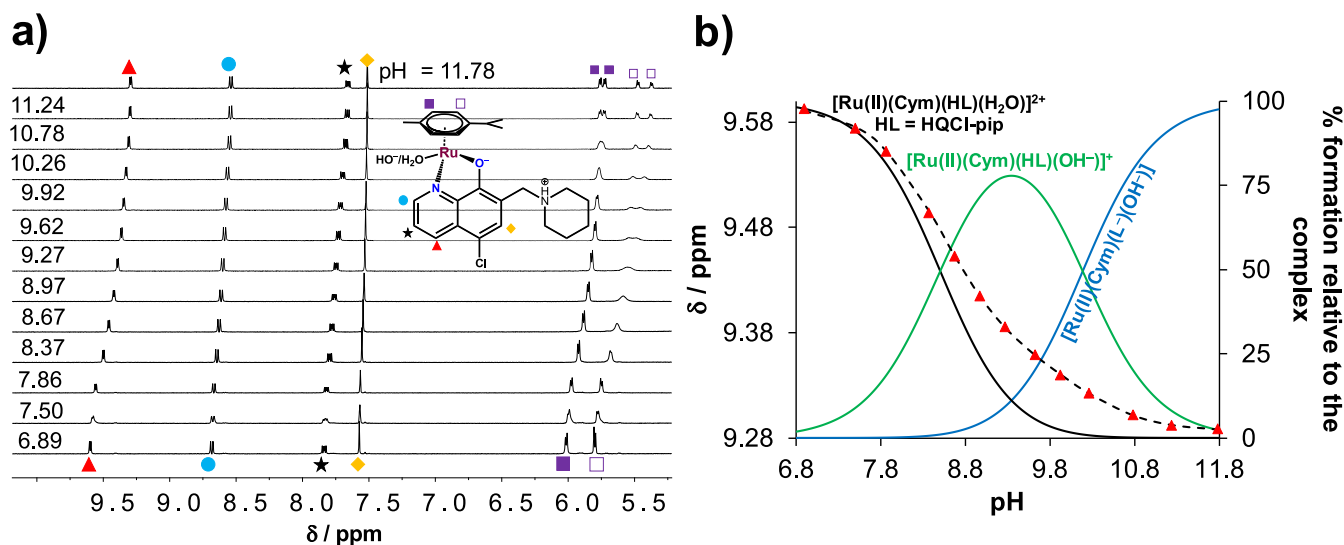 a)
pH = 11.78
11.24
10.78
10.26
9.92
9.62
9.27
8.97
8.67
8.37
7.86
7.50
6.89
HO⁻/H₂O
Ru
O⁻
N
⊕
NH
Cl
9.5 9.0 8.5 8.0 7.5 7.0 6.5 6.0 5.5
δ / ppm
b)
[Ru(II)(Cym)(HL)(H₂O)]²⁺
HL = HQCl-pip
[Ru(II)(Cym)(HL)(OH⁻)]⁺
[Ru(II)(Cym)(L⁻)(OH⁻)]
δ / ppm
9.58
9.48
9.38
9.28
100
75
50
25
0
% formation relative to the
complex
6.8 7.8 8.8 9.8 10.8 11.8
pH